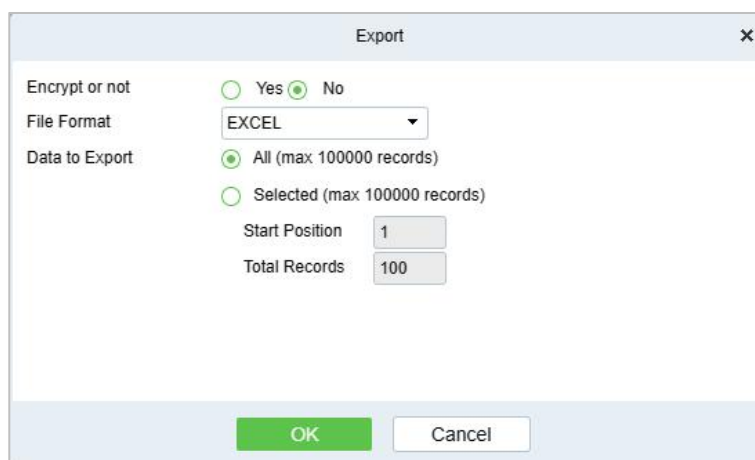 Export
Encrypt or not Yes No
File Format EXCEL
Data to Export All (max 100000 records)
Selected (max 100000 records)
Start Position 1
Total Records 100
OK Cancel